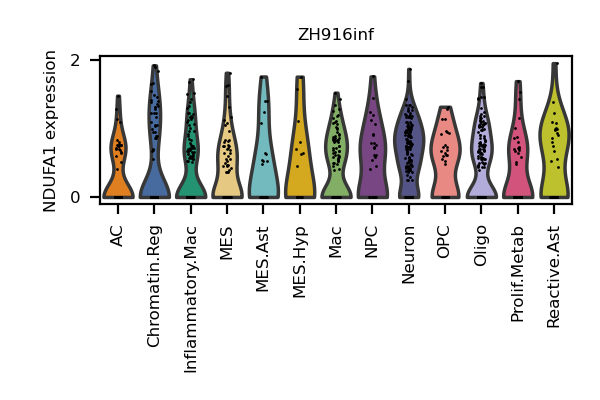 ZH916inf
NDUFA1 expression
2
0
AC
Chromatin.Reg
Inflammatory.Mac
MES
MES.Ast
MES.Hyp
Mac
NPC
Neuron
OPC
Oligo
Prolif.Metab
Reactive.Ast